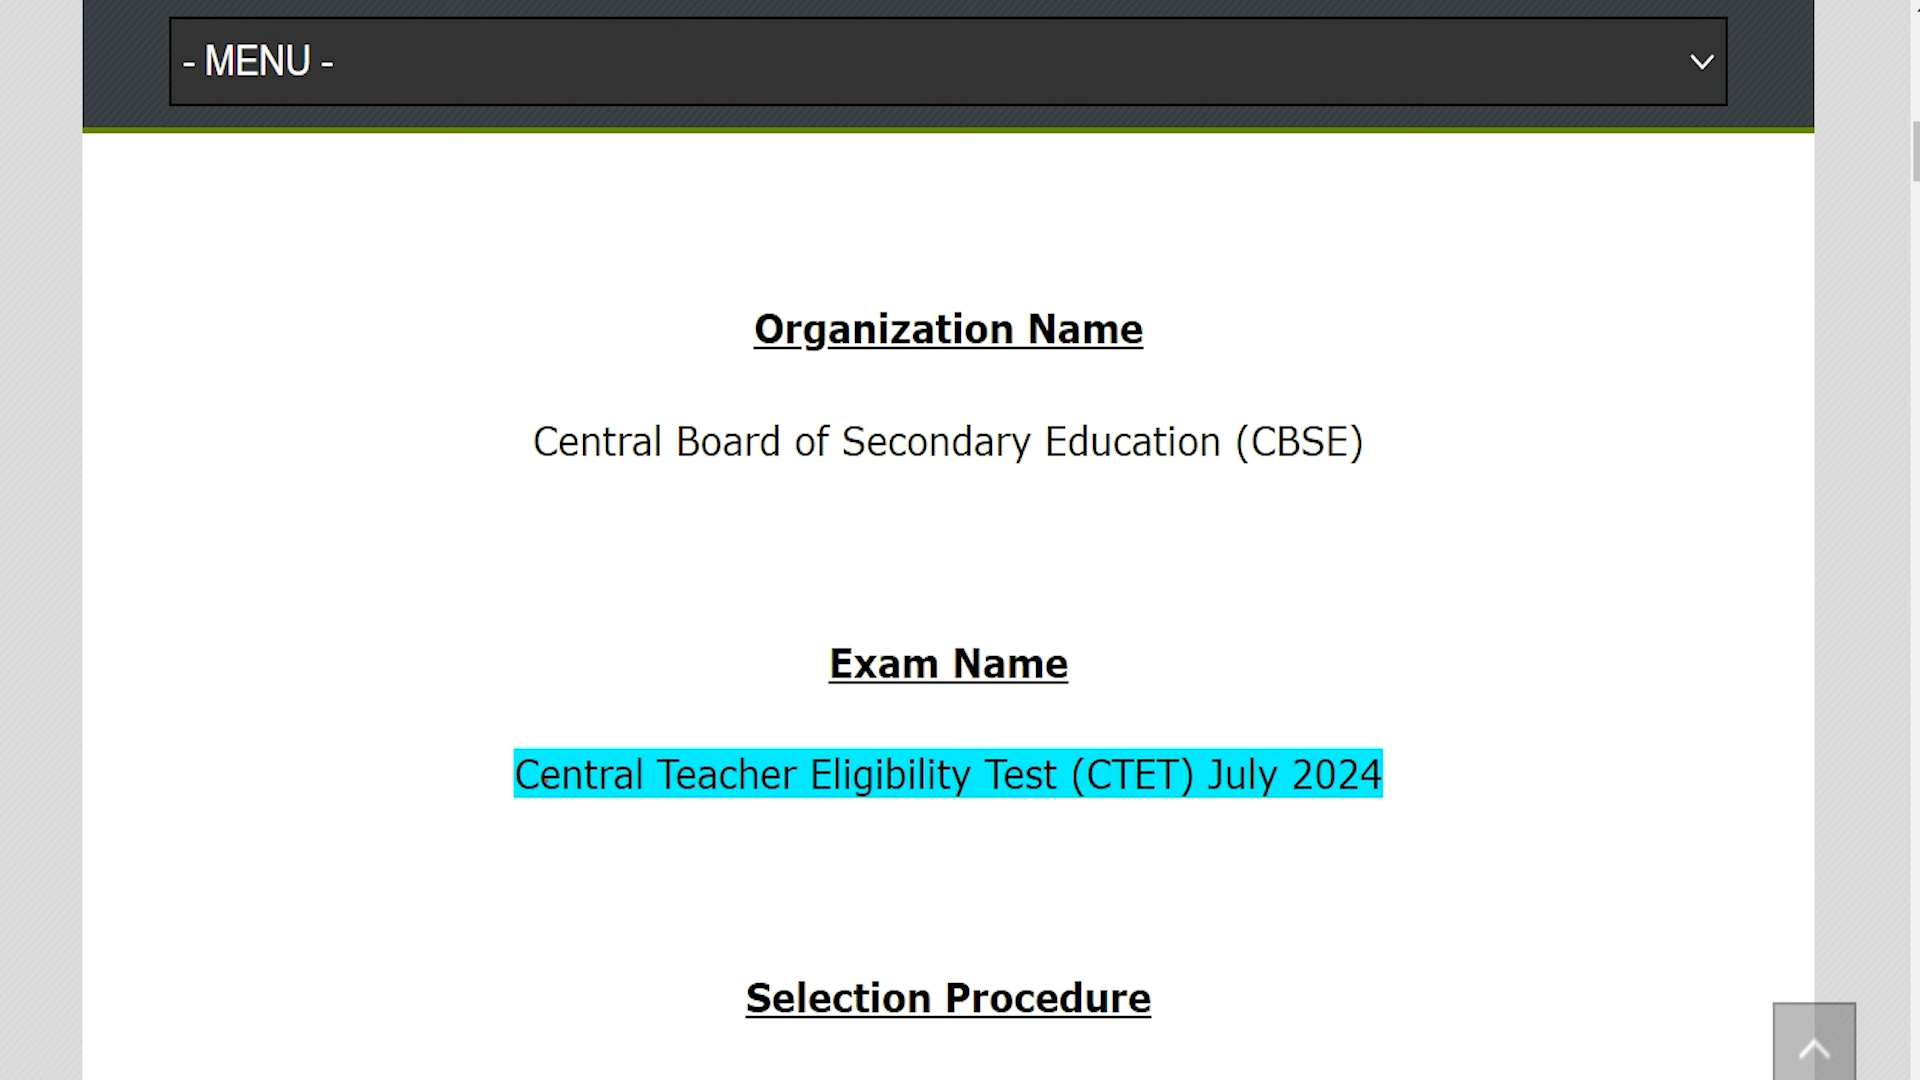 - MENU -
Organization Name
Central Board of Secondary Education (CBSE)
Exam Name
Central Teacher Eligibility Test (CTET) July 2024
Selection Procedure